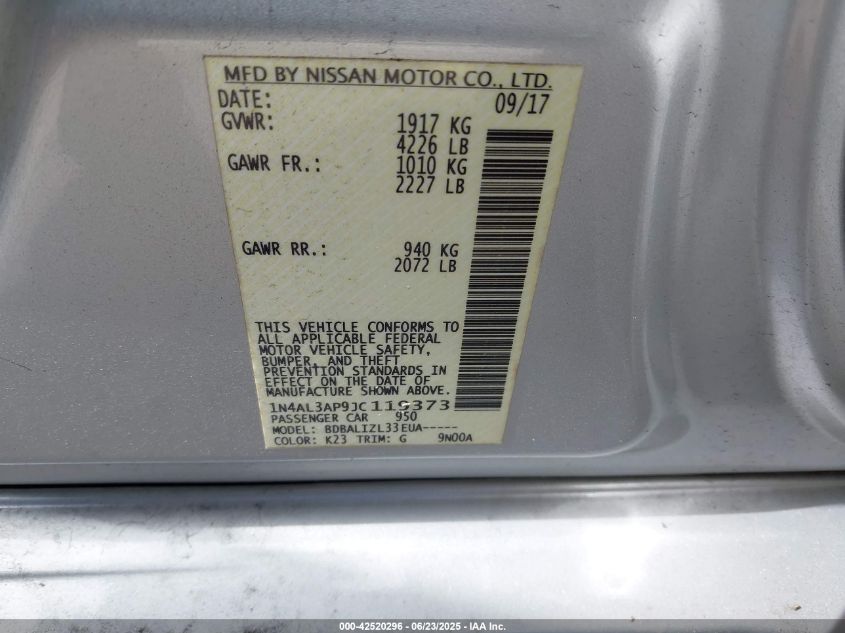 MFD BY NISSAN MOTOR CO., LTD.
DATE: 09/17
GVWR: 1917 KG
4226 LB
GAWR FR.: 1010 KG
2227 LB
GAWR RR.: 940 KG
2072 LB
THIS VEHICLE CONFORMS TO
ALL APPLICABLE FEDERAL
MOTOR VEHICLE SAFETY,
BUMPER, AND THEFT
PREVENTION STANDARDS IN
EFFECT ON THE DATE OF
MANUFACTURE SHOWN ABOVE.
1N4AL3AP9JC119373
PASSENGER CAR 950
MODEL: BDBALIZL33EUA-----
COLOR: K23 TRIM: G 9N00A
000-42520296 - 06/23/2025 - IAA Inc.